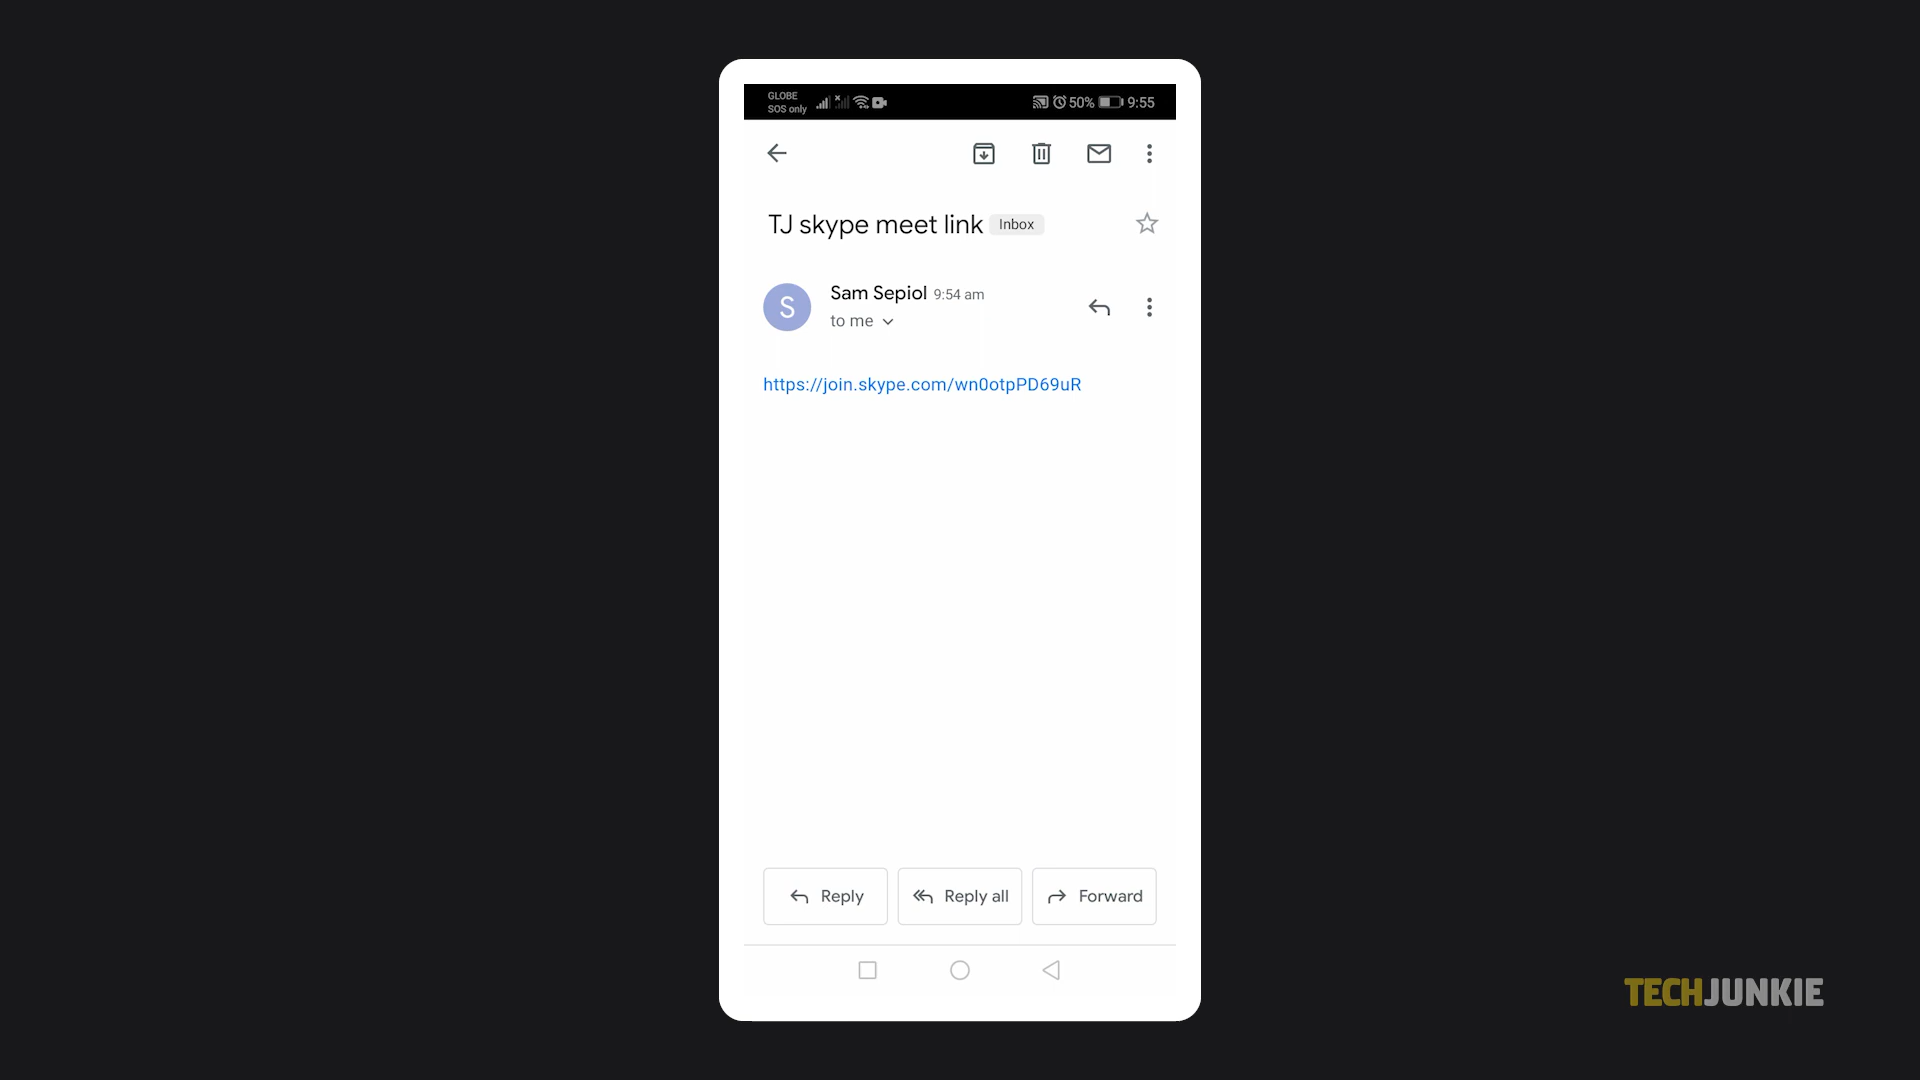 GLOBE
SOS only
50% 9:55
TJ skype meet link Inbox
S
Sam Sepiol 9:54 am
to me
https://join.skype.com/wn0otpPD69uR
Reply
Reply all
Forward
TECHJUNKIE